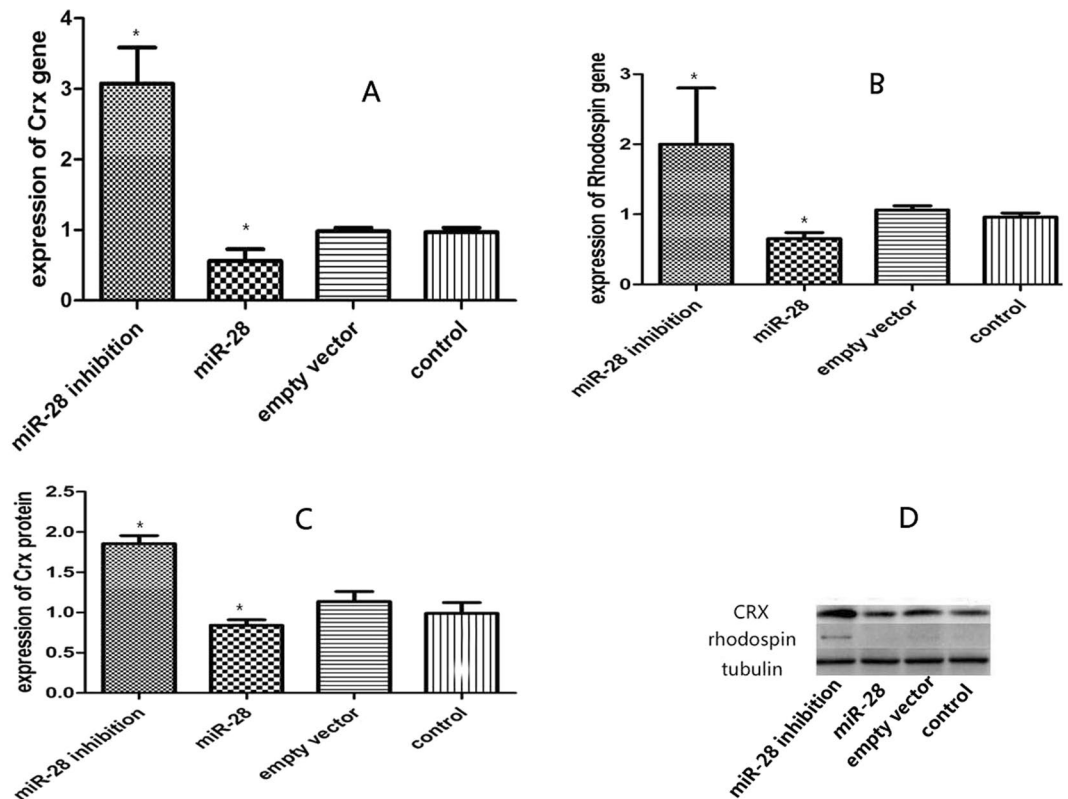 A
expression of Crx gene
4
3
2
1
0
*
*
miR-28 inhibition
miR-28
empty vector
control
B
expression of Rhodospin gene
3
2
1
0
*
*
miR-28 inhibition
miR-28
empty vector
control
C
expression of Crx protein
2.5
2.0
1.5
1.0
0.5
0.0
*
*
miR-28 inhibition
miR-28
empty vector
control
D
CRX
rhodospin
tubulin
miR-28 inhibition
miR-28
empty vector
control